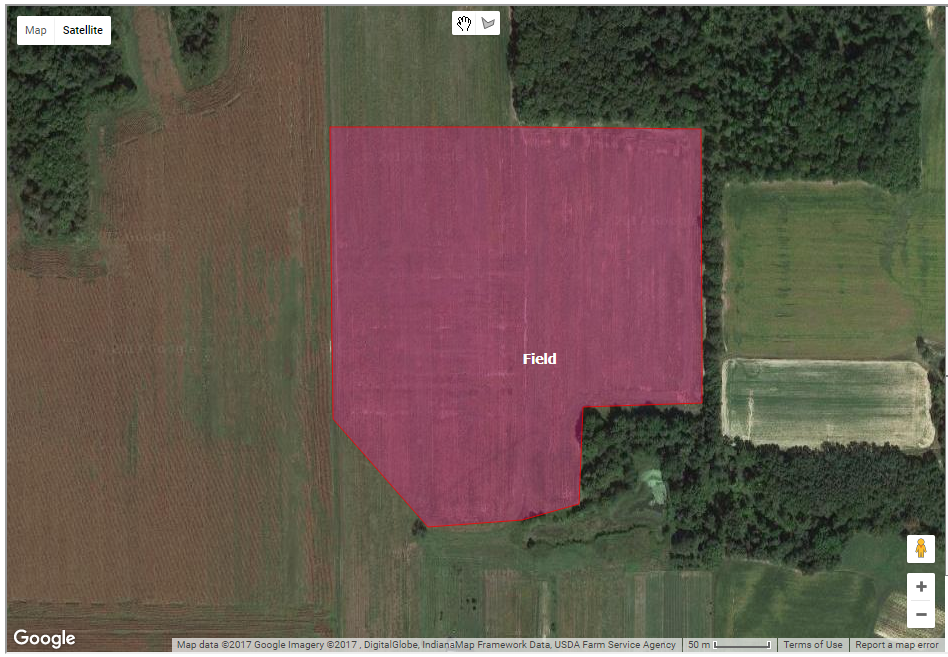 Map Satellite
Field
Google
Map data ©2017 Google Imagery ©2017 , DigitalGlobe, IndianaMap Framework Data, USDA Farm Service Agency 50 m Terms of Use Report a map error